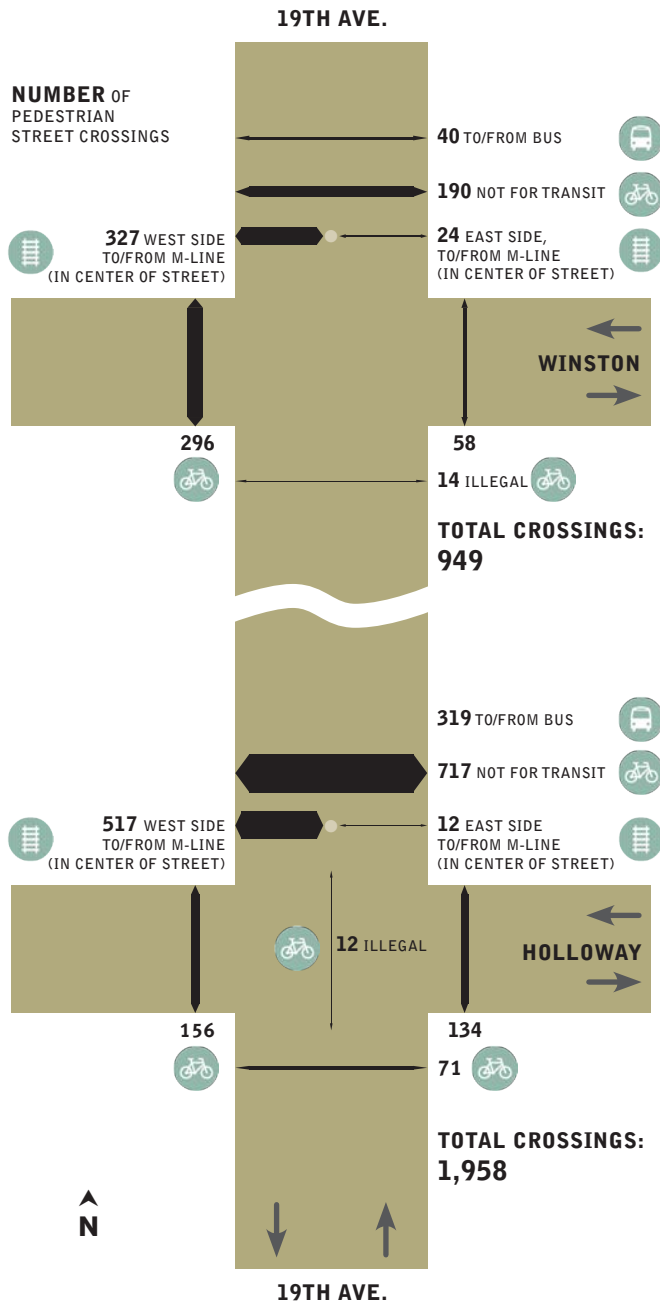 19TH AVE.
NUMBER OF
PEDESTRIAN
STREET CROSSINGS
40 TO/FROM BUS
190 NOT FOR TRANSIT
327 WEST SIDE
TO/FROM M-LINE
(IN CENTER OF STREET)
24 EAST SIDE,
TO/FROM M-LINE
(IN CENTER OF STREET)
WINSTON
296
58
14 ILLEGAL
TOTAL CROSSINGS:
949
319 TO/FROM BUS
717 NOT FOR TRANSIT
517 WEST SIDE
TO/FROM M-LINE
(IN CENTER OF STREET)
12 EAST SIDE
TO/FROM M-LINE
(IN CENTER OF STREET)
12 ILLEGAL
HOLLOWAY
156
134
71
TOTAL CROSSINGS:
1,958
N
19TH AVE.